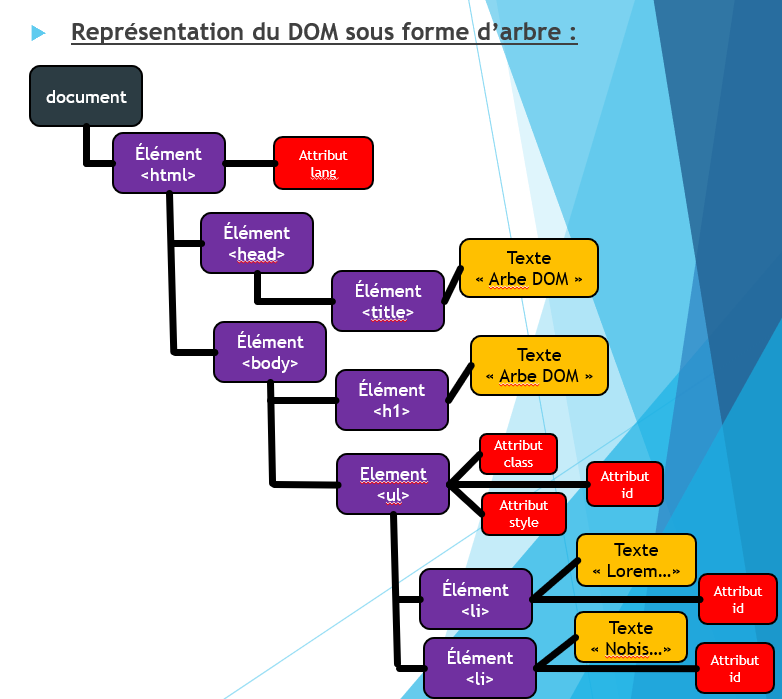 Représentation du DOM sous forme d’arbre :
document
Élément
<html>
Attribut
lang
Élément
<head>
Texte
« Arbe DOM »
Élément
<title>
Élément
<body>
Texte
« Arbe DOM »
Élément
<h1>
Attribut
class
Element
<ul>
Attribut
id
Attribut
style
Texte
« Lorem…»
Élément
<li>
Attribut
id
Texte
« Nobis…»
Élément
<li>
Attribut
id